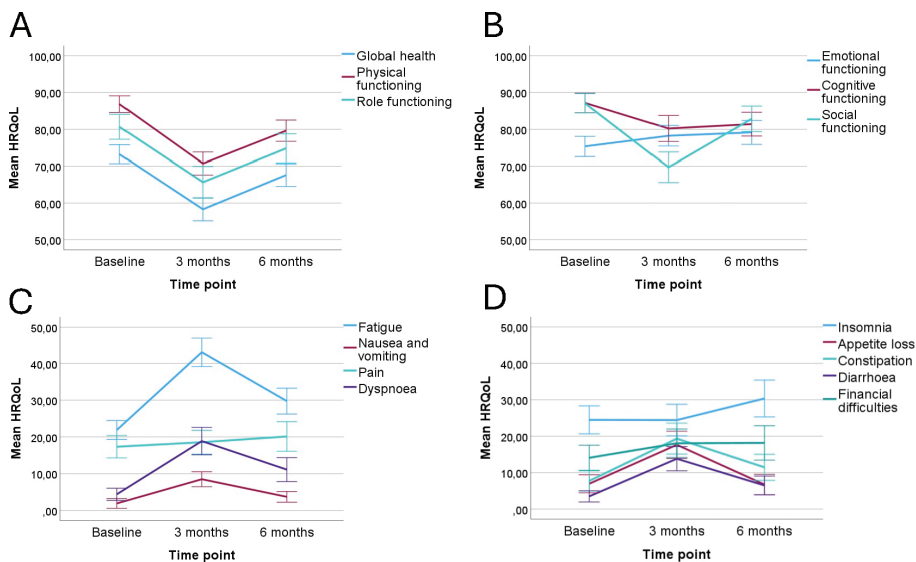 A
100,00
90,00
80,00
70,00
60,00
50,00
Mean HRQoL
Baseline
3 months
6 months
Time point
Global health
Physical
functioning
Role functioning
B
100,00
90,00
80,00
70,00
60,00
50,00
Mean HRQoL
Baseline
3 months
6 months
Time point
Emotional
functioning
Cognitive
functioning
Social
functioning
C
50,00
40,00
30,00
20,00
10,00
,00
Mean HRQoL
Baseline
3 months
6 months
Time point
Fatigue
Nausea and
vomiting
Pain
Dyspnoea
D
50,00
40,00
30,00
20,00
10,00
,00
Mean HRQoL
Baseline
3 months
6 months
Time point
Insomnia
Appetite loss
Constipation
Diarrhoea
Financial
difficulties